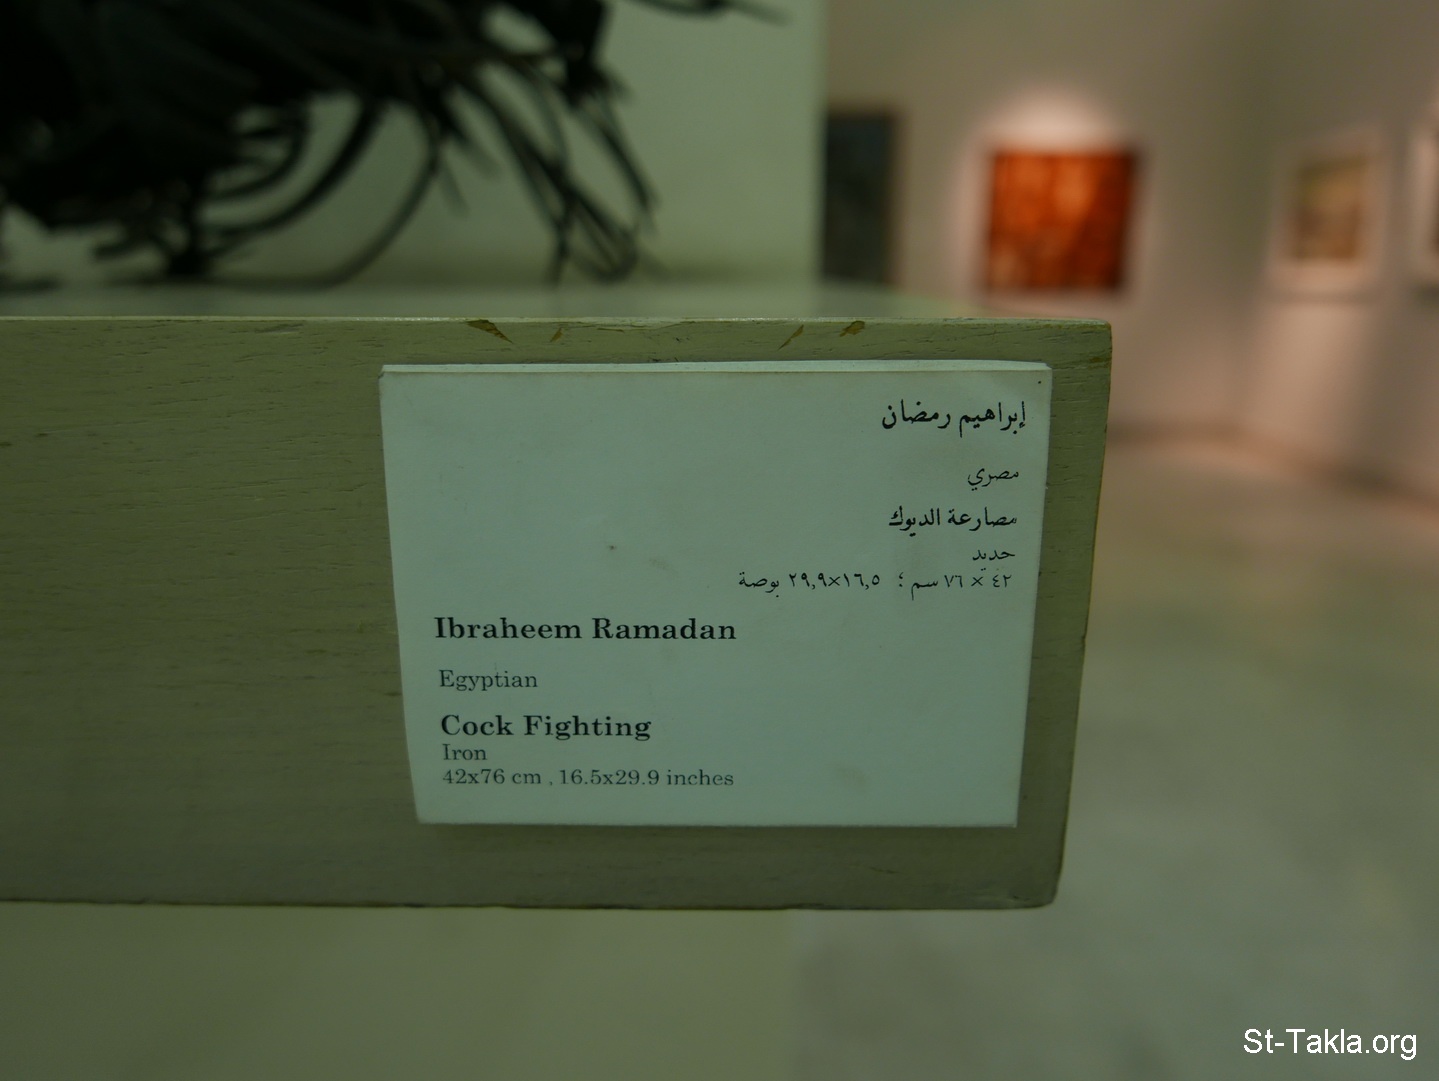 إبراهيم رمضان
مصري
مصارعة الديوك
حديد
٤٢ × ٧٦ سم ؛ ١٦,٥×٢٩,٩ بوصة
Ibraheem Ramadan
Egyptian
Cock Fighting
Iron
42x76 cm , 16.5x29.9 inches
St-Takla.org